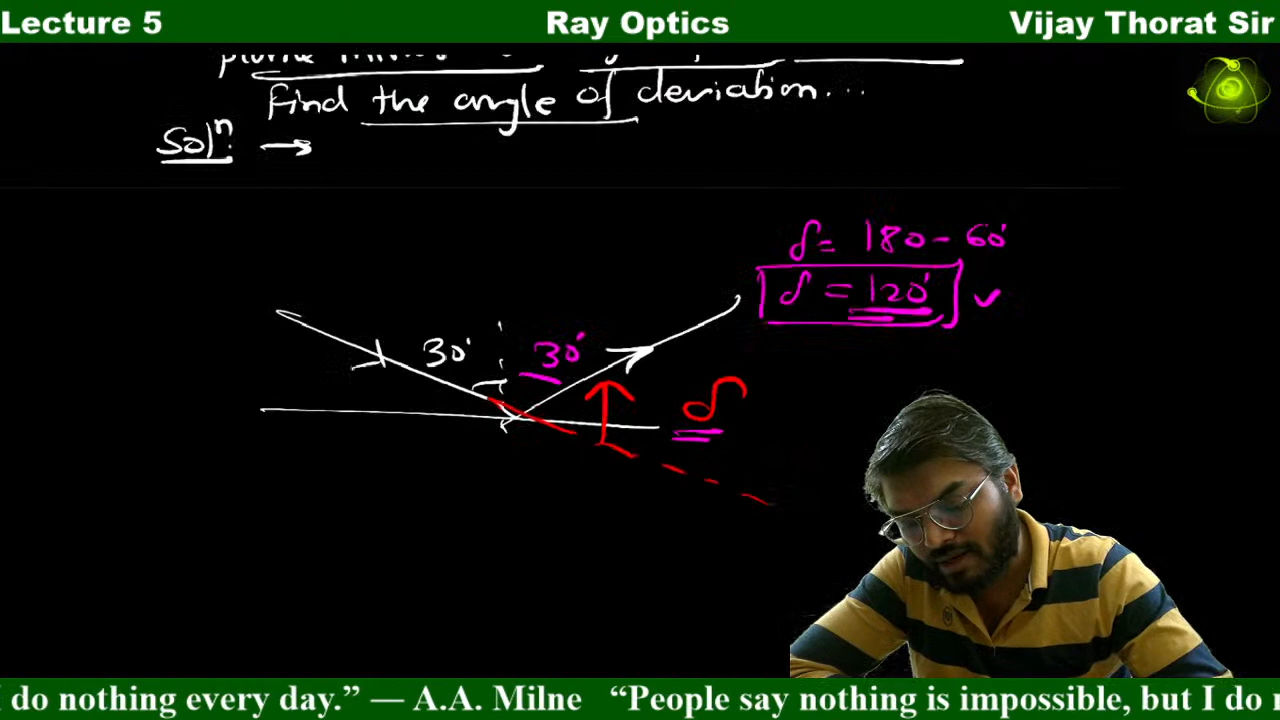 Lecture 5
Ray Optics
Vijay Thorat Sir
Find the angle of deviation...
Solⁿ. →
δ = 180 - 60°
δ = 120° ✓
30°
30°
δ
I do nothing every day.” — A.A. Milne “People say nothing is impossible, but I do